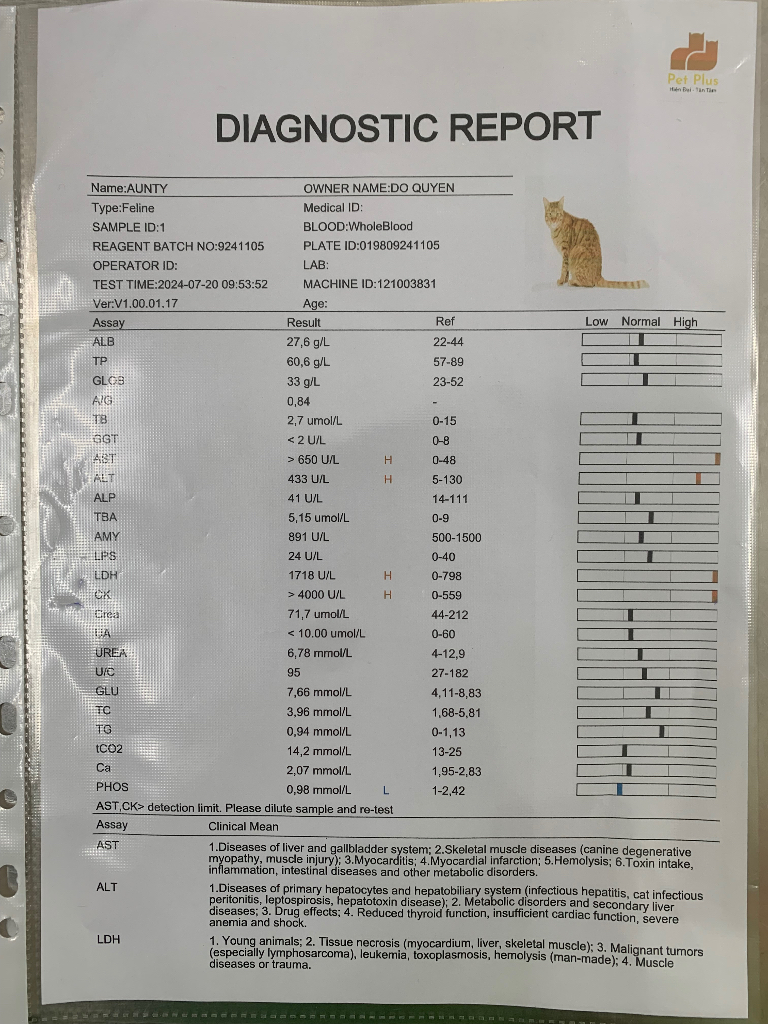 Pet Plus
Hiện Đại - Tận Tâm
DIAGNOSTIC REPORT
Name:AUNTY OWNER NAME:DO QUYEN
Type:Feline Medical ID:
SAMPLE ID:1 BLOOD:WholeBlood
REAGENT BATCH NO:9241105 PLATE ID:019809241105
OPERATOR ID: LAB:
TEST TIME:2024-07-20 09:53:52 MACHINE ID:121003831
Ver:V1.00.01.17 Age:
Assay Result Ref Low Normal High
ALB 27,6 g/L 22-44
TP 60,6 g/L 57-89
GLOB 33 g/L 23-52
A/G 0,84 -
TB 2,7 umol/L 0-15
GGT < 2 U/L 0-8
AST > 650 U/L H 0-48
ALT 433 U/L H 5-130
ALP 41 U/L 14-111
TBA 5,15 umol/L 0-9
AMY 891 U/L 500-1500
LPS 24 U/L 0-40
LDH 1718 U/L H 0-798
CK > 4000 U/L H 0-559
Crea 71,7 umol/L 44-212
UA < 10.00 umol/L 0-60
UREA 6,78 mmol/L 4-12,9
U/C 95 27-182
GLU 7,66 mmol/L 4,11-8,83
TC 3,96 mmol/L 1,68-5,81
TG 0,94 mmol/L 0-1,13
tCO2 14,2 mmol/L 13-25
Ca 2,07 mmol/L 1,95-2,83
PHOS 0,98 mmol/L L 1-2,42
AST,CK> detection limit. Please dilute sample and re-test
Assay Clinical Mean
AST 1.Diseases of liver and gallbladder system; 2.Skeletal muscle diseases (canine degenerative
myopathy, muscle injury); 3.Myocarditis; 4.Myocardial infarction; 5.Hemolysis; 6.Toxin intake,
inflammation, intestinal diseases and other metabolic disorders.
ALT 1.Diseases of primary hepatocytes and hepatobiliary system (infectious hepatitis, cat infectious
peritonitis, leptospirosis, hepatotoxin disease); 2. Metabolic disorders and secondary liver
diseases; 3. Drug effects; 4. Reduced thyroid function, insufficient cardiac function, severe
anemia and shock.
LDH 1. Young animals; 2. Tissue necrosis (myocardium, liver, skeletal muscle); 3. Malignant tumors
(especially lymphosarcoma), leukemia, toxoplasmosis, hemolysis (man-made); 4. Muscle
diseases or trauma.